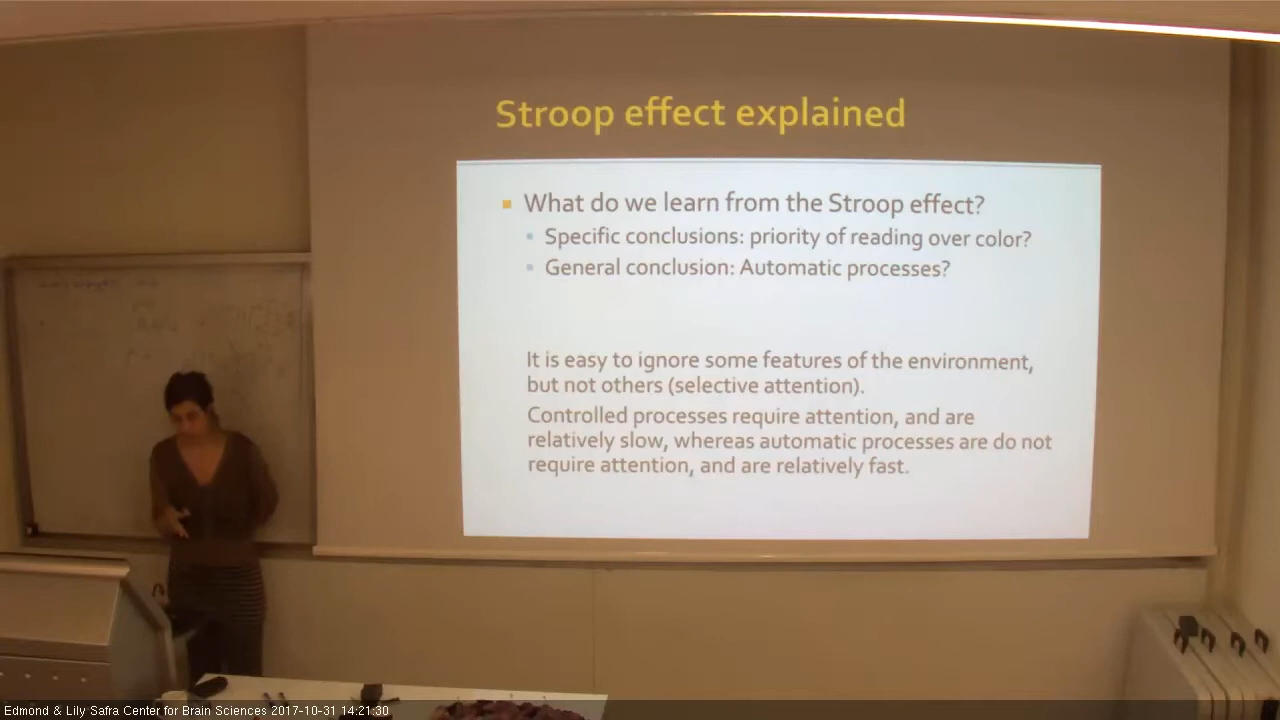 Stroop effect explained
What do we learn from the Stroop effect?
Specific conclusions: priority of reading over color?
General conclusion: Automatic processes?
It is easy to ignore some features of the environment,
but not others (selective attention).
Controlled processes require attention, and are
relatively slow, whereas automatic processes are do not
require attention, and are relatively fast.
Edmond & Lily Safra Center for Brain Sciences 2017-10-31 14:21:30